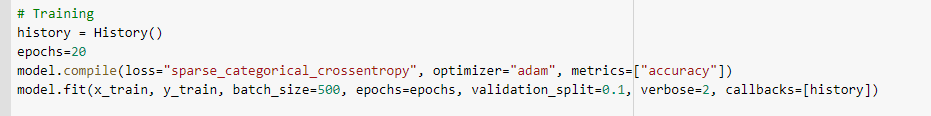 # Training
history = History()
epochs=20
model.compile(loss="sparse_categorical_crossentropy", optimizer="adam", metrics=["accuracy"])
model.fit(x_train, y_train, batch_size=500, epochs=epochs, validation_split=0.1, verbose=2, callbacks=[history])